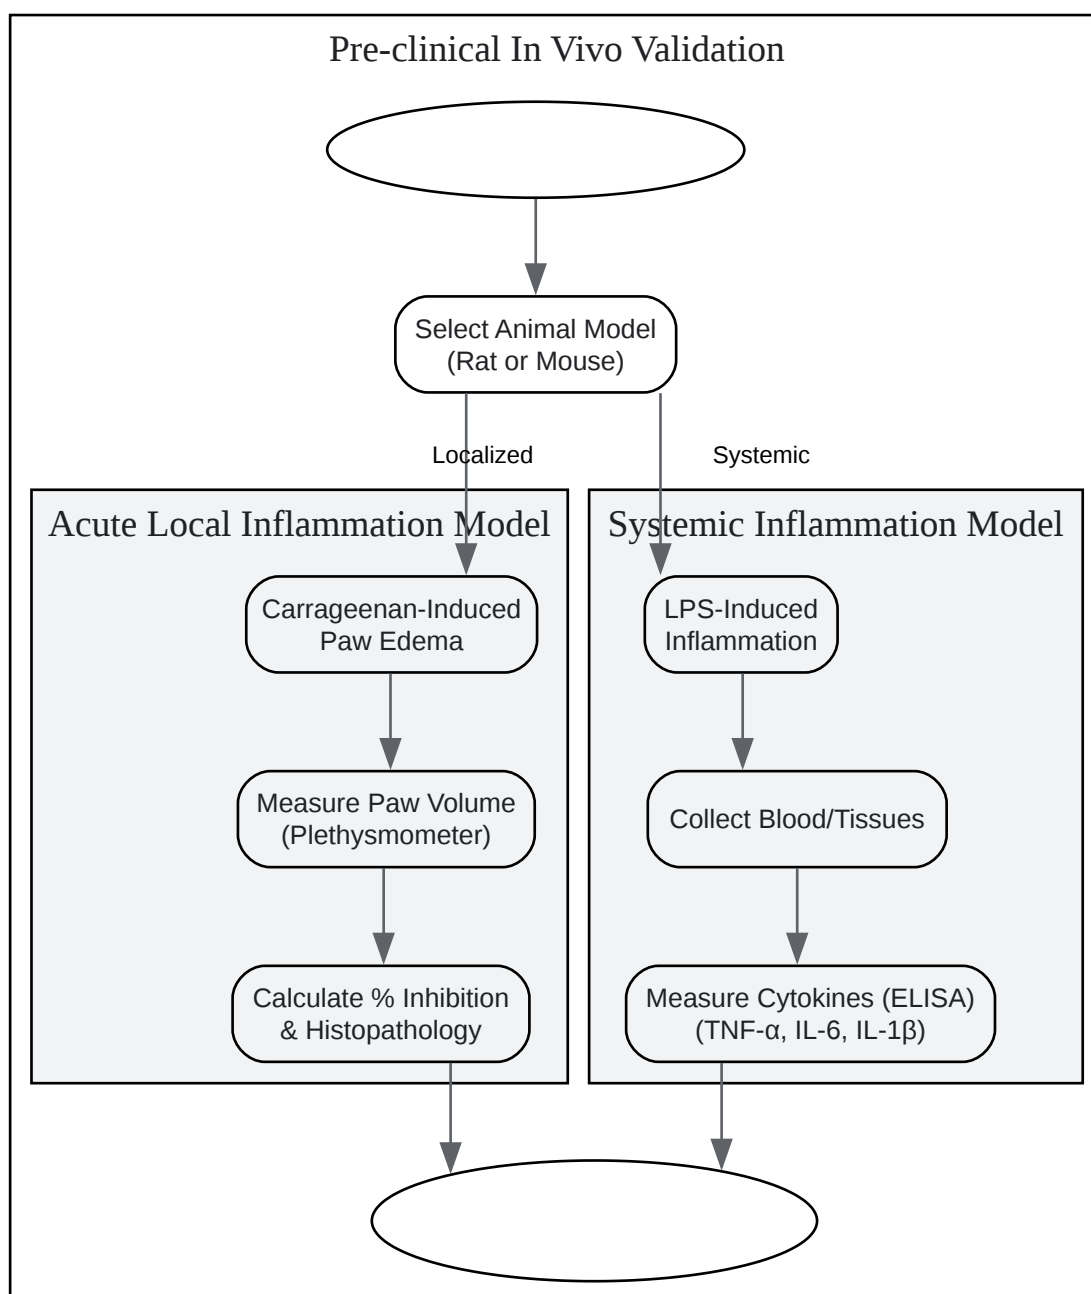 Pre-clinical In Vivo Validation
Select Animal Model
(Rat or Mouse)
Localized
Systemic
Acute Local Inflammation Model
Carrageenan-Induced
Paw Edema
Measure Paw Volume
(Plethysmometer)
Calculate % Inhibition
& Histopathology
Systemic Inflammation Model
LPS-Induced
Inflammation
Collect Blood/Tissues
Measure Cytokines (ELISA)
(TNF-α, IL-6, IL-1β)